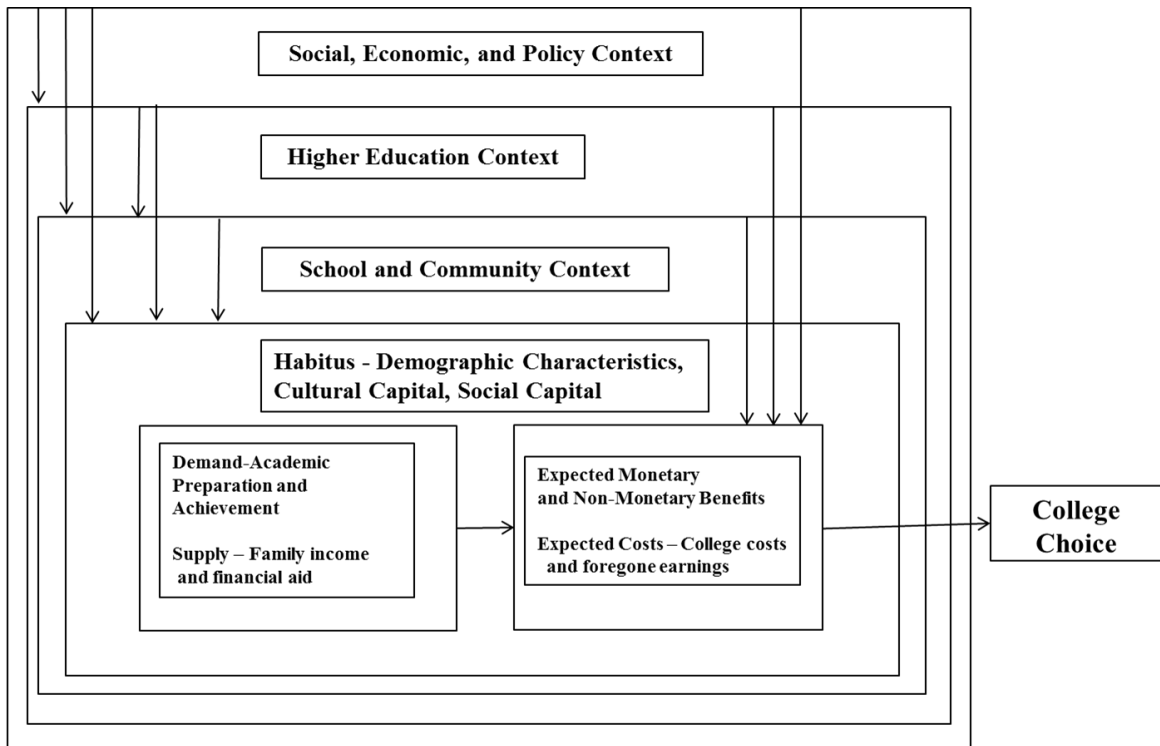 Social, Economic, and Policy Context
Higher Education Context
School and Community Context
Habitus - Demographic Characteristics,
Cultural Capital, Social Capital
Demand-Academic
Preparation and
Achievement
Supply – Family income
and financial aid
Expected Monetary
and Non-Monetary Benefits
Expected Costs – College costs
and foregone earnings
College
Choice